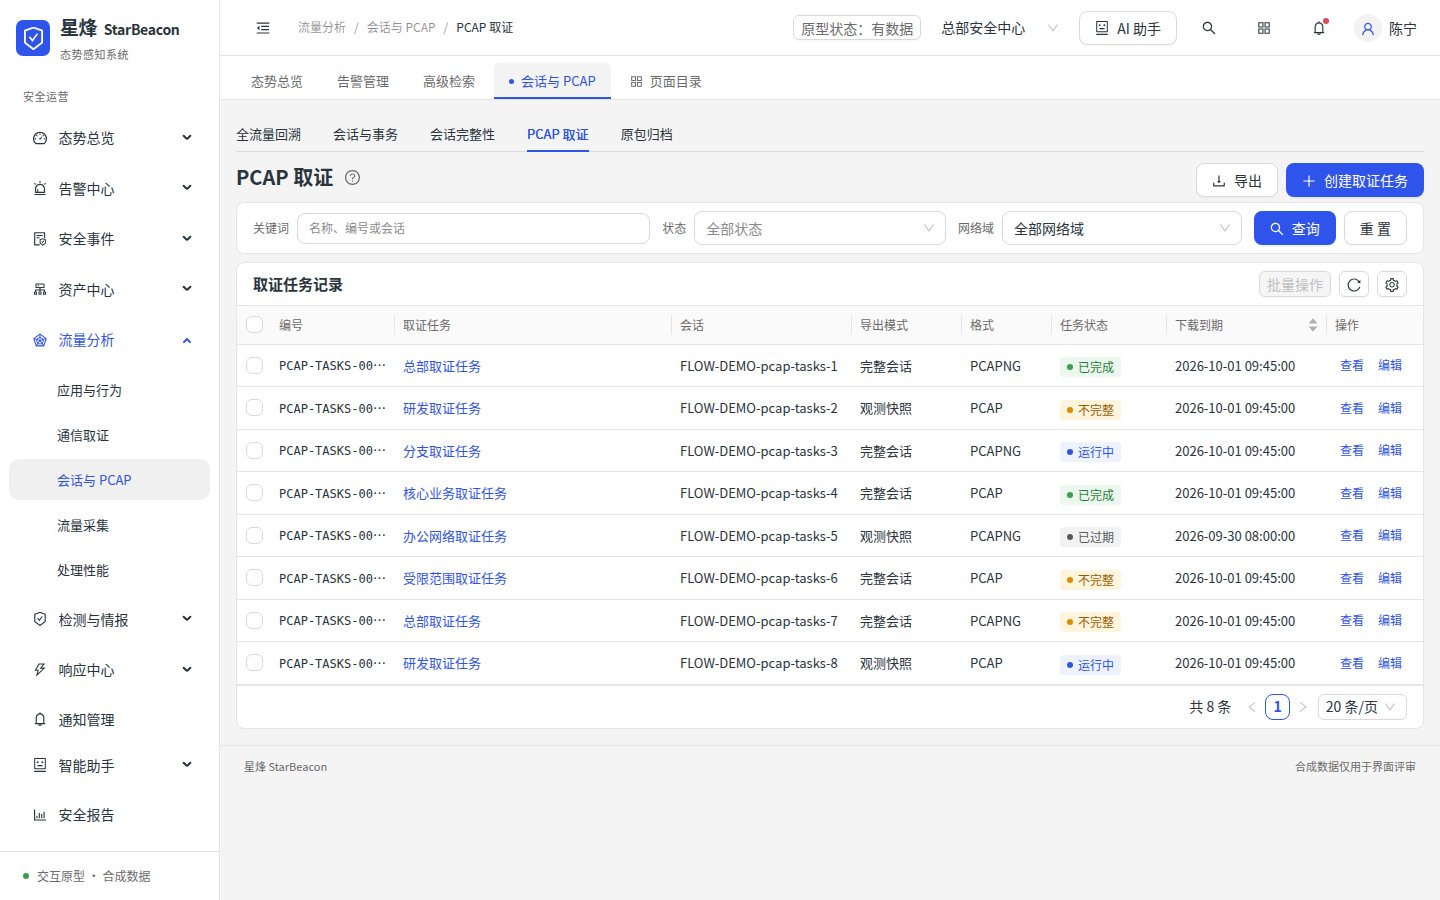 星烽 StarBeacon
态势感知系统
安全运营
态势总览
告警中心
安全事件
资产中心
流量分析
应用与行为
通信取证
会话与 PCAP
流量采集
处理性能
检测与情报
响应中心
通知管理
智能助手
安全报告
交互原型 · 合成数据
流量分析 / 会话与 PCAP / PCAP 取证
原型状态：有数据
总部安全中心
AI 助手
陈宁
态势总览 告警管理 高级检索 会话与 PCAP 页面目录
全流量回溯 会话与事务 会话完整性 PCAP 取证 原包归档
PCAP 取证
导出
创建取证任务
关键词 名称、编号或会话 状态 全部状态 网络域 全部网络域 查询 重 置
取证任务记录 批量操作
编号 取证任务 会话 导出模式 格式 任务状态 下载到期 操作
PCAP-TASKS-00··· 总部取证任务 FLOW-DEMO-pcap-tasks-1 完整会话 PCAPNG 已完成 2026-10-01 09:45:00 查看 编辑
PCAP-TASKS-00··· 研发取证任务 FLOW-DEMO-pcap-tasks-2 观测快照 PCAP 不完整 2026-10-01 09:45:00 查看 编辑
PCAP-TASKS-00··· 分支取证任务 FLOW-DEMO-pcap-tasks-3 完整会话 PCAPNG 运行中 2026-10-01 09:45:00 查看 编辑
PCAP-TASKS-00··· 核心业务取证任务 FLOW-DEMO-pcap-tasks-4 完整会话 PCAP 已完成 2026-10-01 09:45:00 查看 编辑
PCAP-TASKS-00··· 办公网络取证任务 FLOW-DEMO-pcap-tasks-5 观测快照 PCAPNG 已过期 2026-09-30 08:00:00 查看 编辑
PCAP-TASKS-00··· 受限范围取证任务 FLOW-DEMO-pcap-tasks-6 完整会话 PCAP 不完整 2026-10-01 09:45:00 查看 编辑
PCAP-TASKS-00··· 总部取证任务 FLOW-DEMO-pcap-tasks-7 完整会话 PCAPNG 不完整 2026-10-01 09:45:00 查看 编辑
PCAP-TASKS-00··· 研发取证任务 FLOW-DEMO-pcap-tasks-8 观测快照 PCAP 运行中 2026-10-01 09:45:00 查看 编辑
共 8 条 1 20 条/页
星烽 StarBeacon
合成数据仅用于界面评审